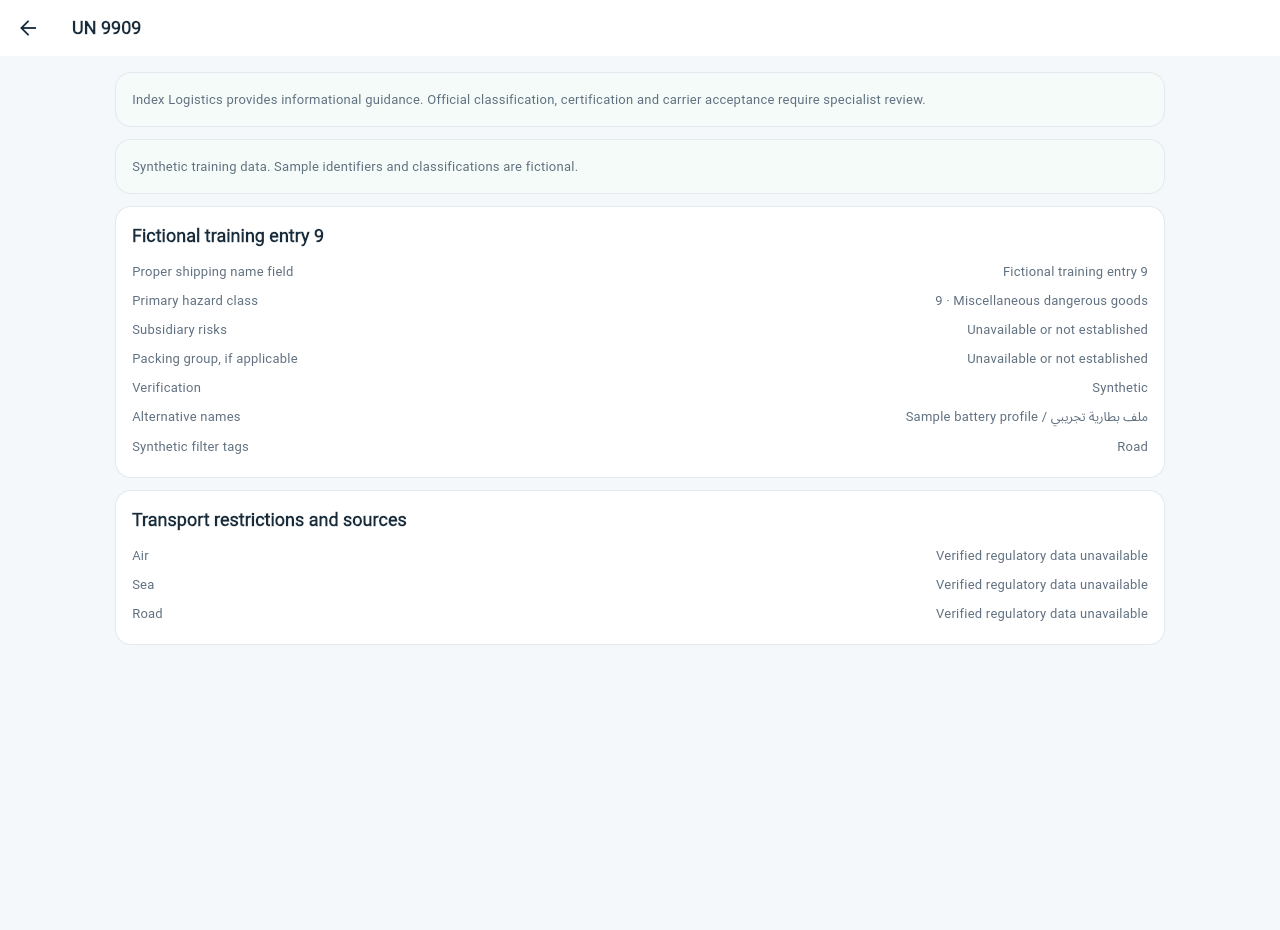 UN 9909
Index Logistics provides informational guidance. Official classification, certification and carrier acceptance require specialist review.
Synthetic training data. Sample identifiers and classifications are fictional.
Fictional training entry 9
Proper shipping name field Fictional training entry 9
Primary hazard class 9 · Miscellaneous dangerous goods
Subsidiary risks Unavailable or not established
Packing group, if applicable Unavailable or not established
Verification Synthetic
Alternative names Sample battery profile / ملف بطارية تجريبي
Synthetic filter tags Road
Transport restrictions and sources
Air Verified regulatory data unavailable
Sea Verified regulatory data unavailable
Road Verified regulatory data unavailable